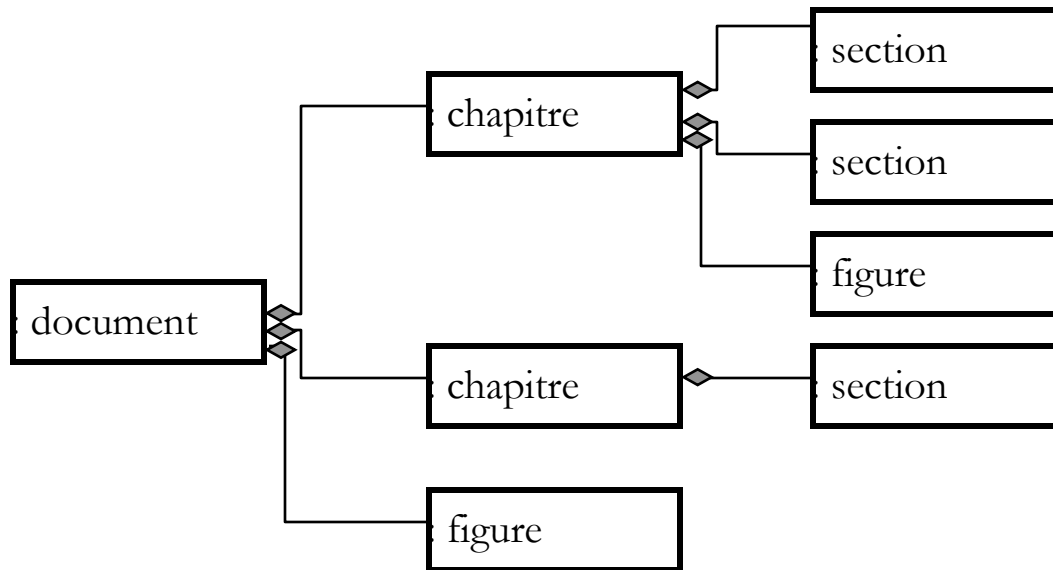 : section
: chapitre
: section
: figure
: document
: chapitre
: section
: figure